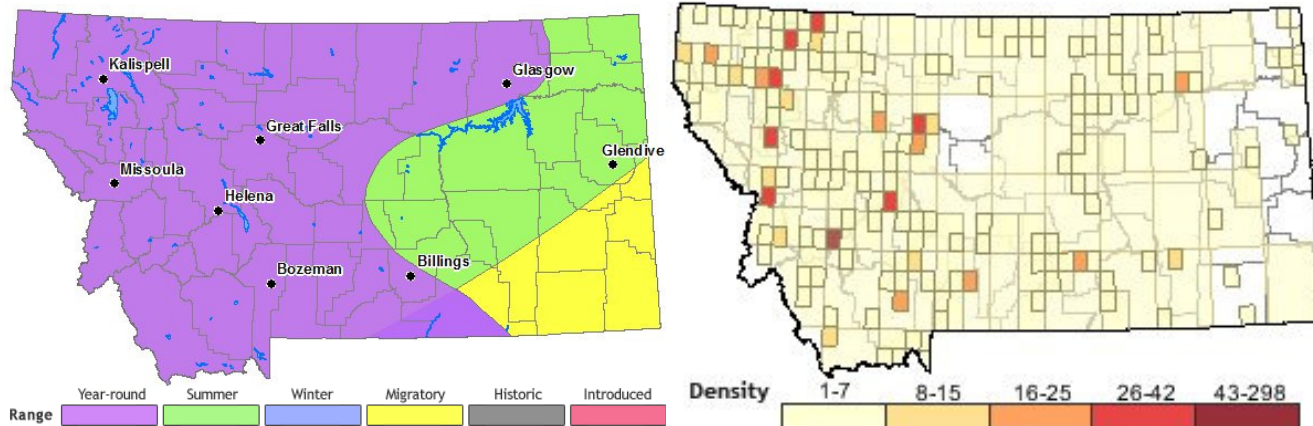 Kalispell
Glasgow
Great Falls
Glendive
Missoula
Helena
Billings
Bozeman
Range Year-round Summer Winter Migratory Historic Introduced
Density 1-7 8-15 16-25 26-42 43-298